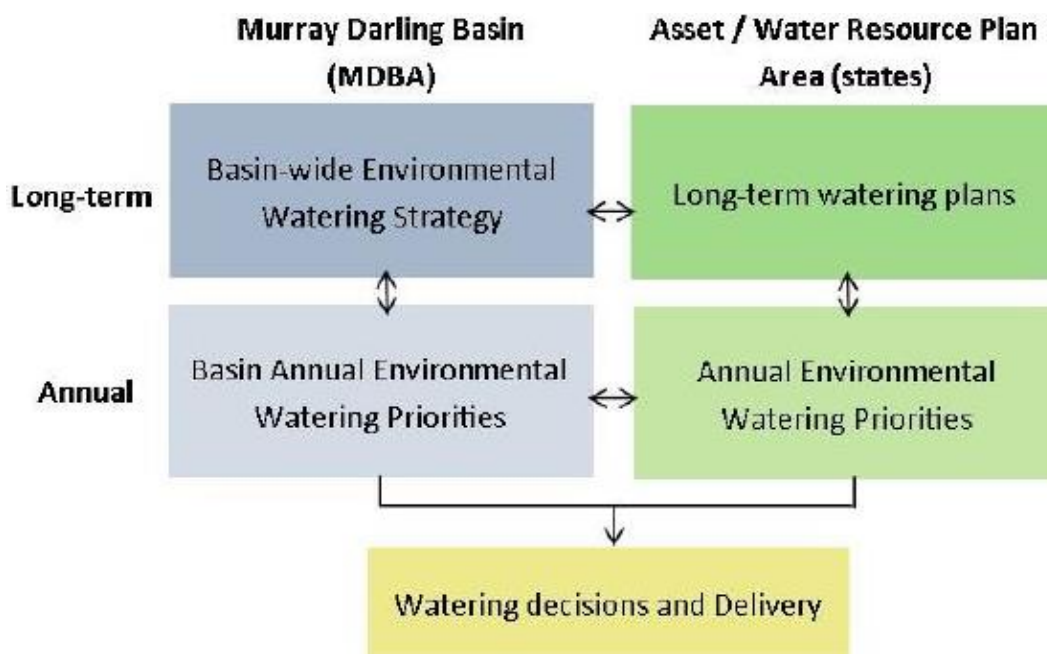 Murray Darling Basin
(MDBA)
Asset / Water Resource Plan
Area (states)
Long-term
Basin-wide Environmental
Watering Strategy
Long-term watering plans
Annual
Basin Annual Environmental
Watering Priorities
Annual Environmental
Watering Priorities
Watering decisions and Delivery